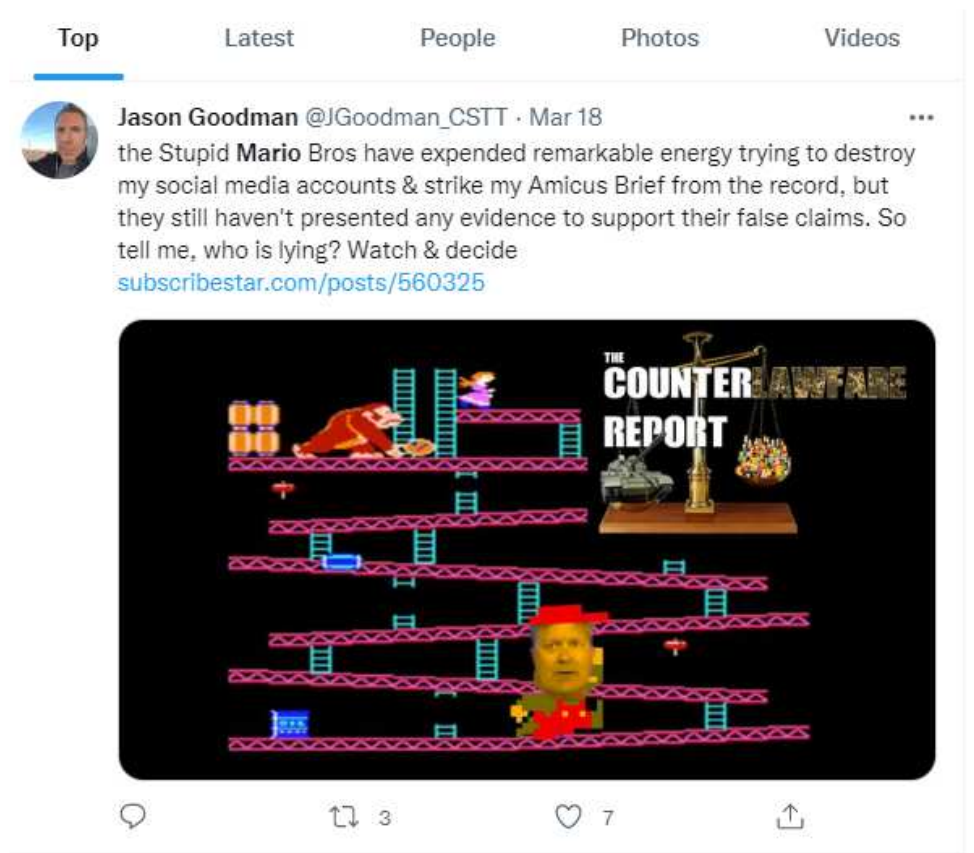 Top Latest People Photos Videos
Jason Goodman @JGoodman_CSTT · Mar 18
the Stupid Mario Bros have expended remarkable energy trying to destroy
my social media accounts & strike my Amicus Brief from the record, but
they still haven't presented any evidence to support their false claims. So
tell me, who is lying? Watch & decide
subscribestar.com/posts/560325
THE
COUNTERLAWFARE
REPORT
OIL
3 7